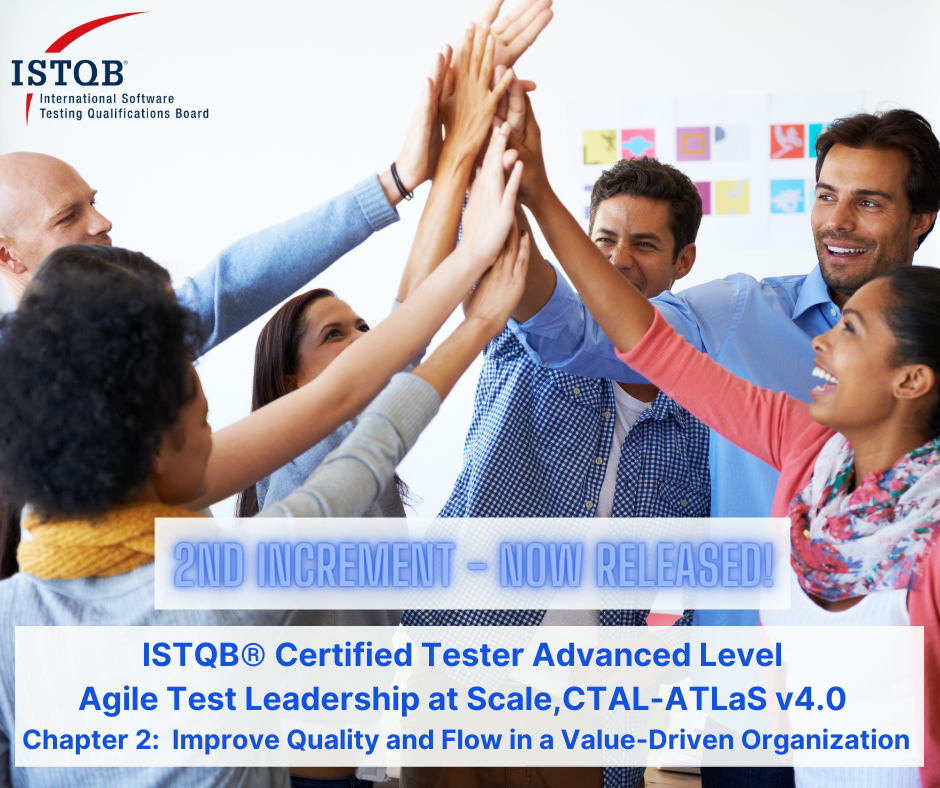 ISTQB®
International Software
Testing Qualifications Board
2ND INCREMENT - NOW RELEASED!
ISTQB® Certified Tester Advanced Level
Agile Test Leadership at Scale,CTAL-ATLaS v4.0
Chapter 2:  Improve Quality and Flow in a Value-Driven Organization